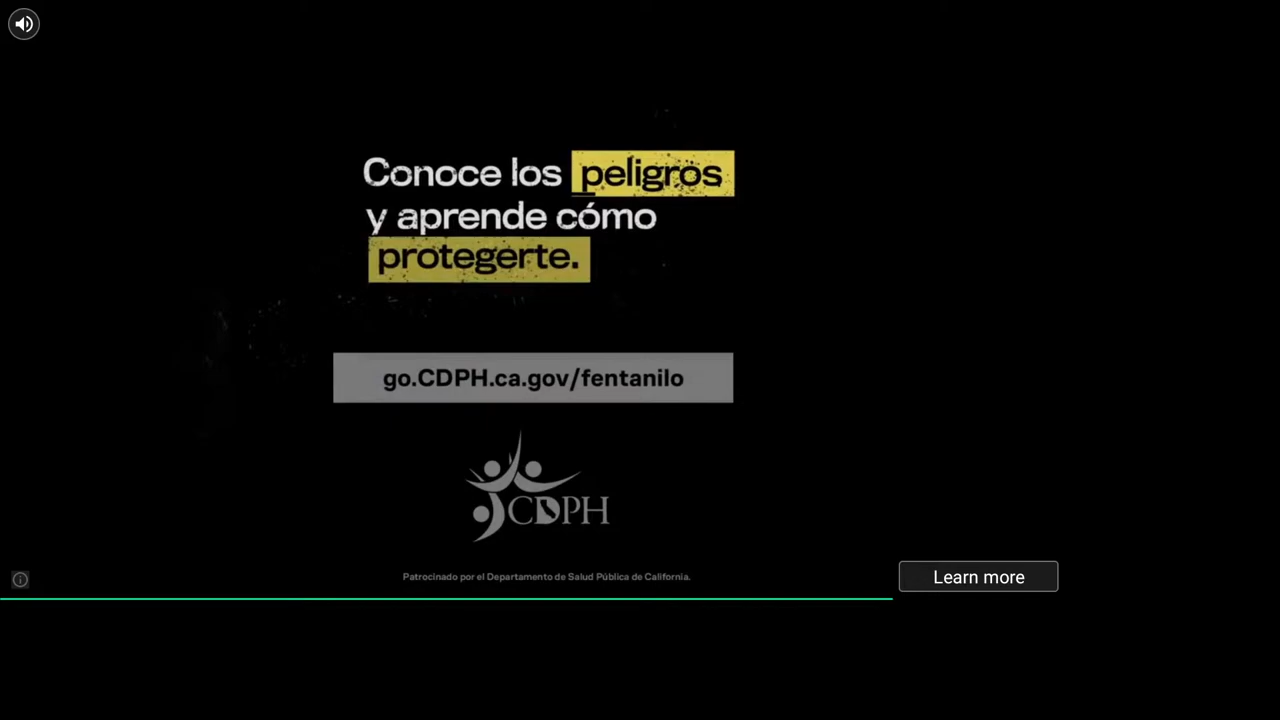 Conoce los peligros
y aprende cómo
protegerte.
go.CDPH.ca.gov/fentanilo
CDPH
Patrocinado por el Departamento de Salud Pública de California.
Learn more